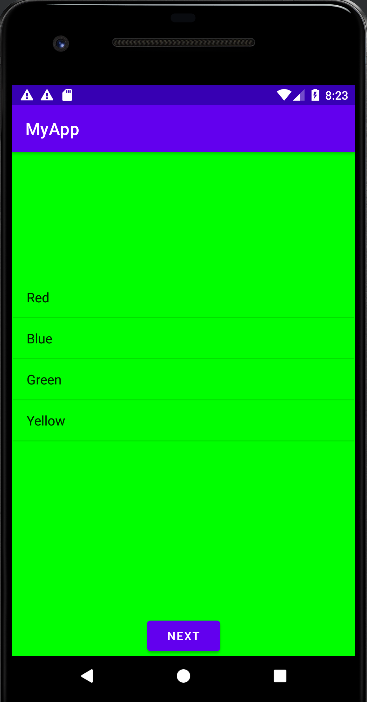 8:23
MyApp
Red
Blue
Green
Yellow
NEXT